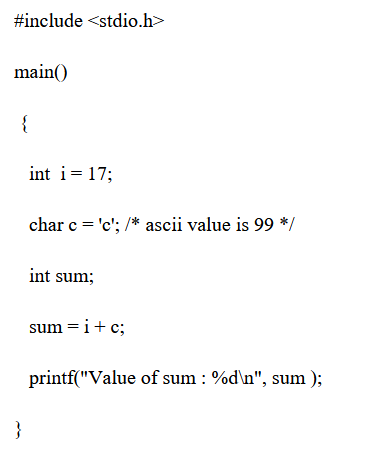 #include <stdio.h>
main()
{
int i = 17;
char c = 'c'; /* ascii value is 99 */
int sum;
sum = i + c;
printf("Value of sum : %d\n", sum );
}